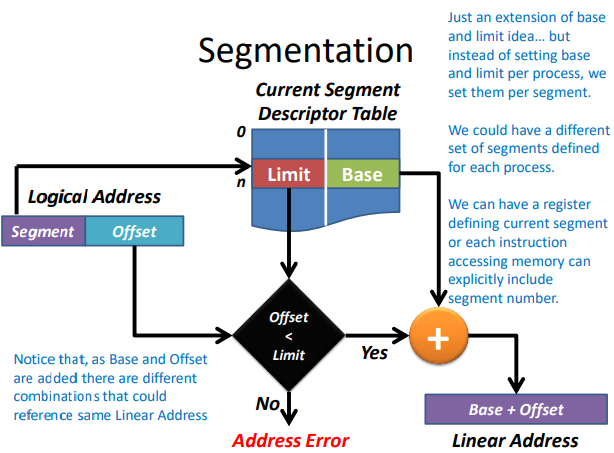 Segmentation
Just an extension of base
and limit idea… but
instead of setting base
and limit per process, we
set them per segment.
We could have a different
set of segments defined
for each process.
We can have a register
defining current segment
or each instruction
accessing memory can
explicitly include
segment number.
Current Segment
Descriptor Table
0
n
Limit
Base
Logical Address
Segment
Offset
Offset
<
Limit
Yes
+
No
Address Error
Base + Offset
Linear Address
Notice that, as Base and Offset
are added there are different
combinations that could
reference same Linear Address